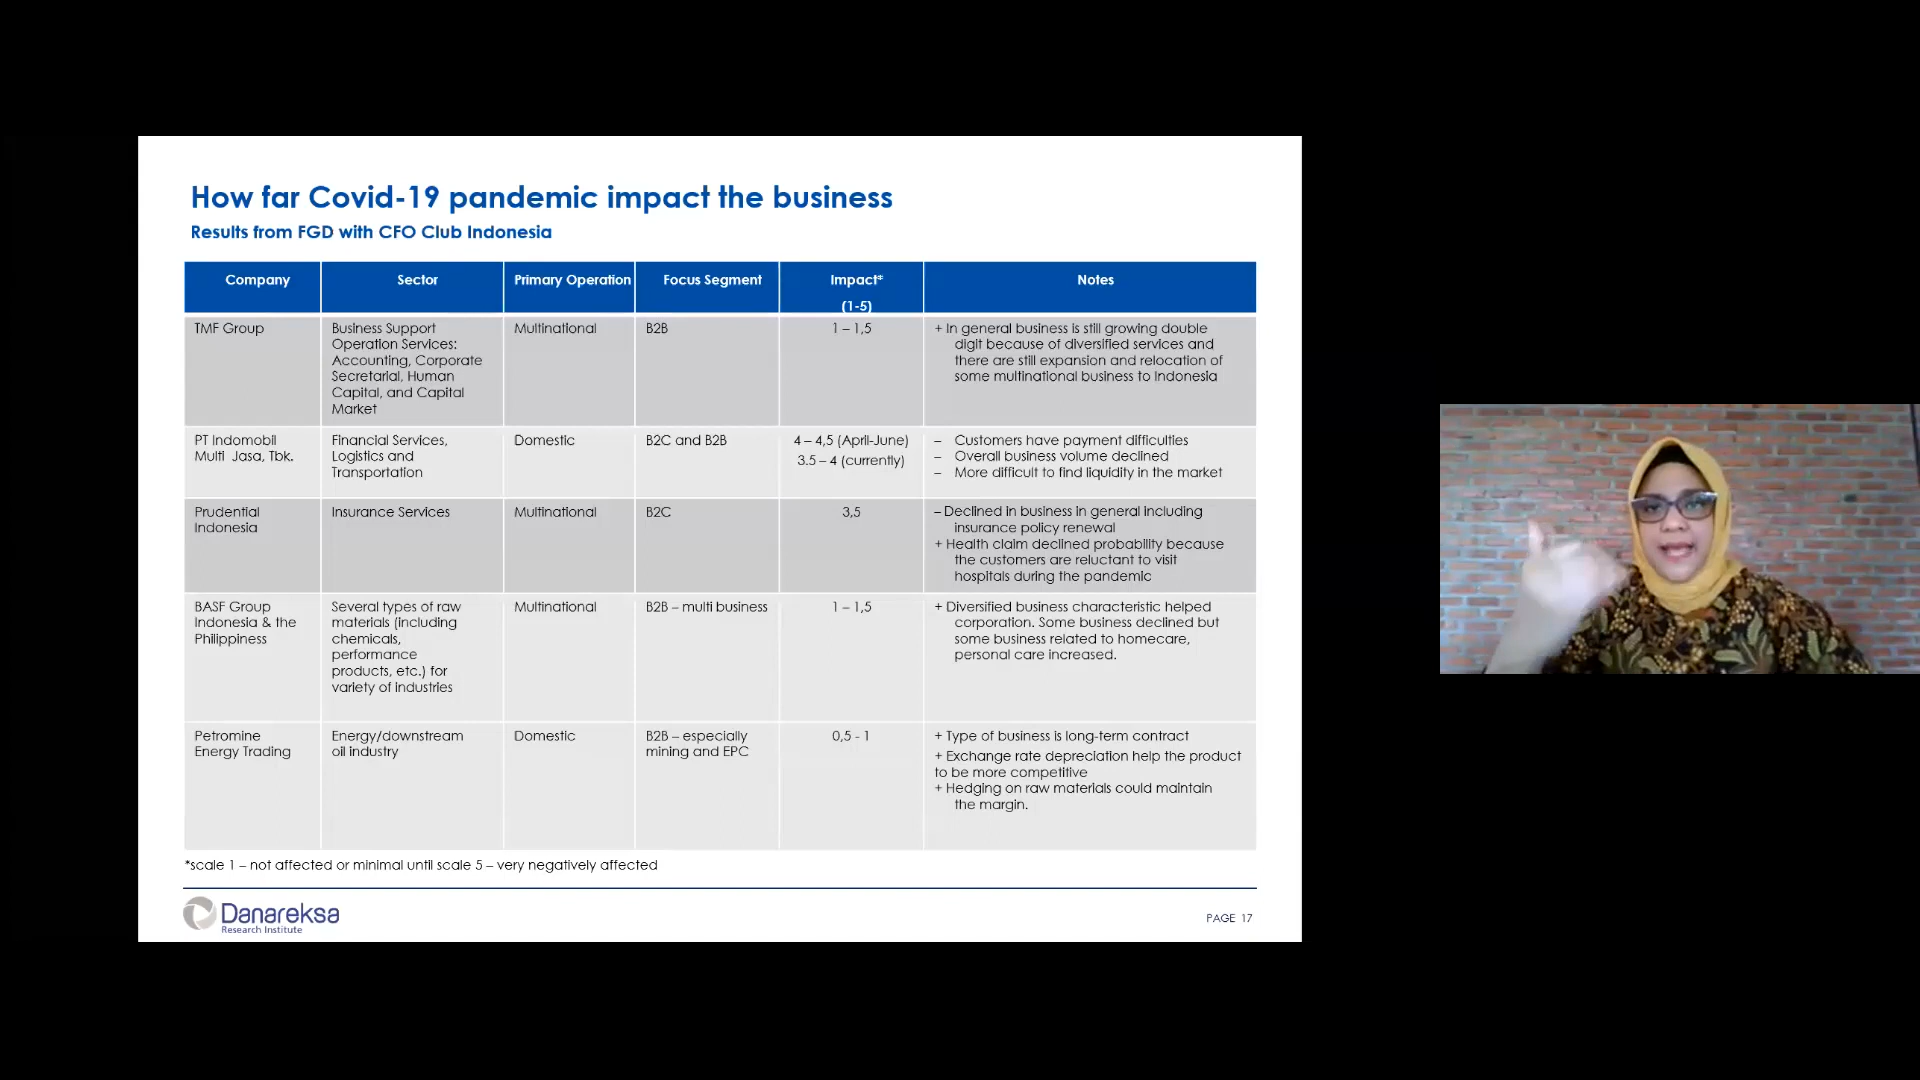 How far Covid-19 pandemic impact the business
Results from FGD with CFO Club Indonesia
Company
Sector
Primary Operation
Focus Segment
Impact*
(1-5)
Notes
TMF Group
Business Support
Operation Services:
Accounting, Corporate
Secretarial, Human
Capital, and Capital
Market
Multinational
B2B
1 – 1,5
+ In general business is still growing double
digit because of diversified services and
there are still expansion and relocation of
some multinational business to Indonesia
PT Indomobil
Multi Jasa, Tbk.
Financial Services,
Logistics and
Transportation
Domestic
B2C and B2B
4 – 4,5 (April-June)
3.5 – 4 (currently)
– Customers have payment difficulties
– Overall business volume declined
– More difficult to find liquidity in the market
Prudential
Indonesia
Insurance Services
Multinational
B2C
3,5
– Declined in business in general including
insurance policy renewal
+ Health claim declined probability because
the customers are reluctant to visit
hospitals during the pandemic
BASF Group
Indonesia & the
Philippiness
Several types of raw
materials (including
chemicals,
performance
products, etc.) for
variety of industries
Multinational
B2B – multi business
1 – 1,5
+ Diversified business characteristic helped
corporation. Some business declined but
some business related to homecare,
personal care increased.
Petromine
Energy Trading
Energy/downstream
oil industry
Domestic
B2B – especially
mining and EPC
0,5 - 1
+ Type of business is long-term contract
+ Exchange rate depreciation help the product
to be more competitive
+ Hedging on raw materials could maintain
the margin.
*scale 1 – not affected or minimal until scale 5 – very negatively affected
Danareksa
Research Institute
PAGE 17